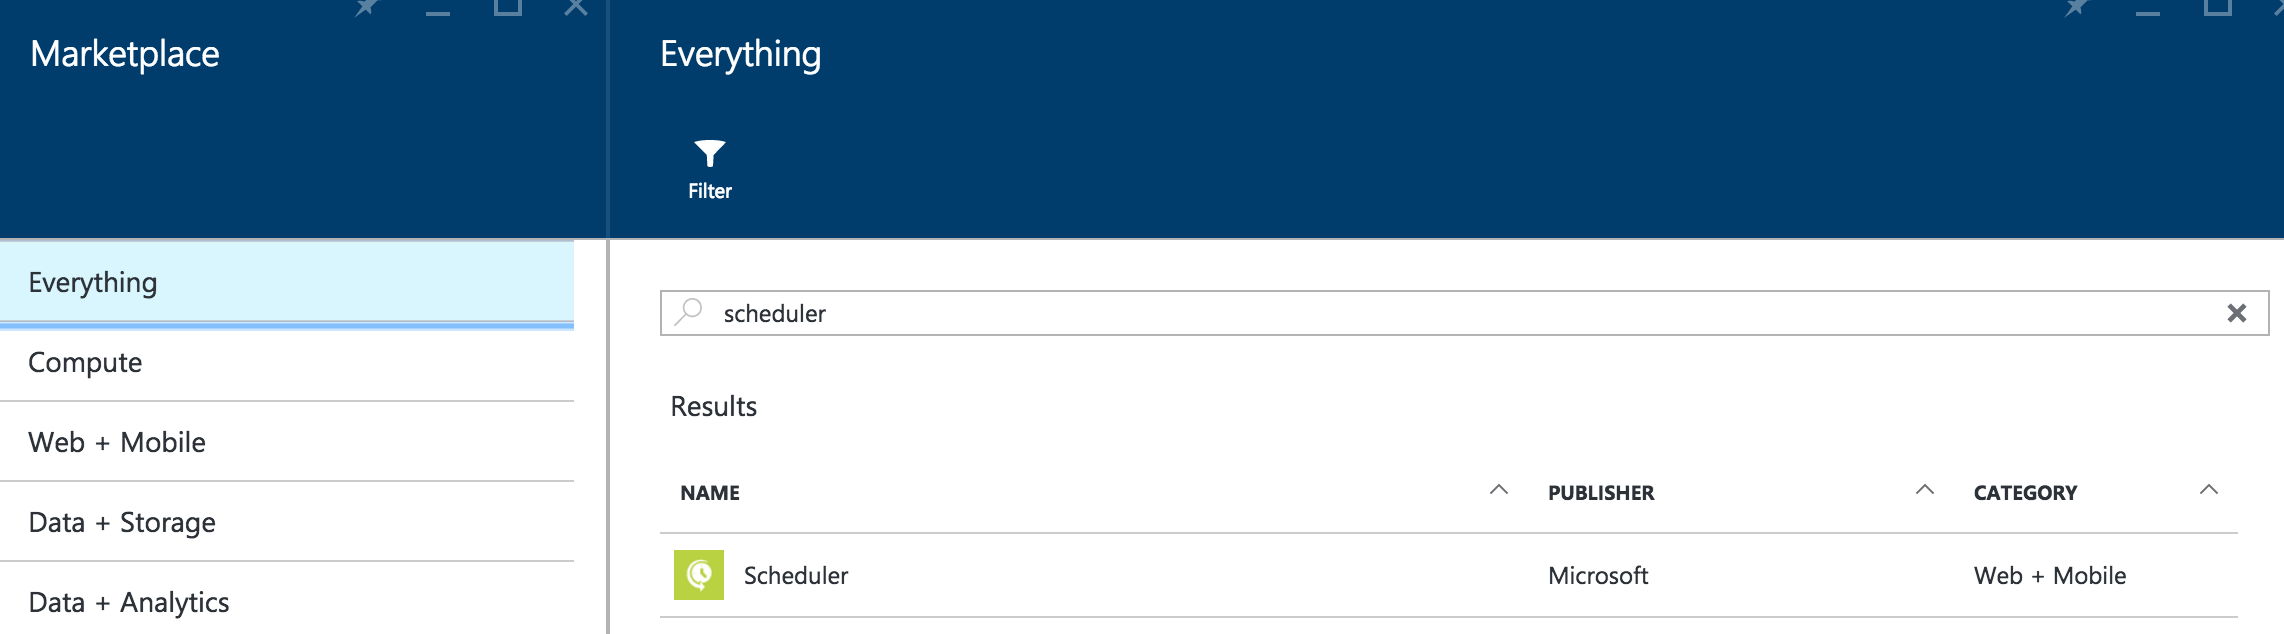 Marketplace
Everything
Compute
Web + Mobile
Data + Storage
Data + Analytics
Everything
Filter
scheduler
Results
NAME PUBLISHER CATEGORY
Scheduler Microsoft Web + Mobile